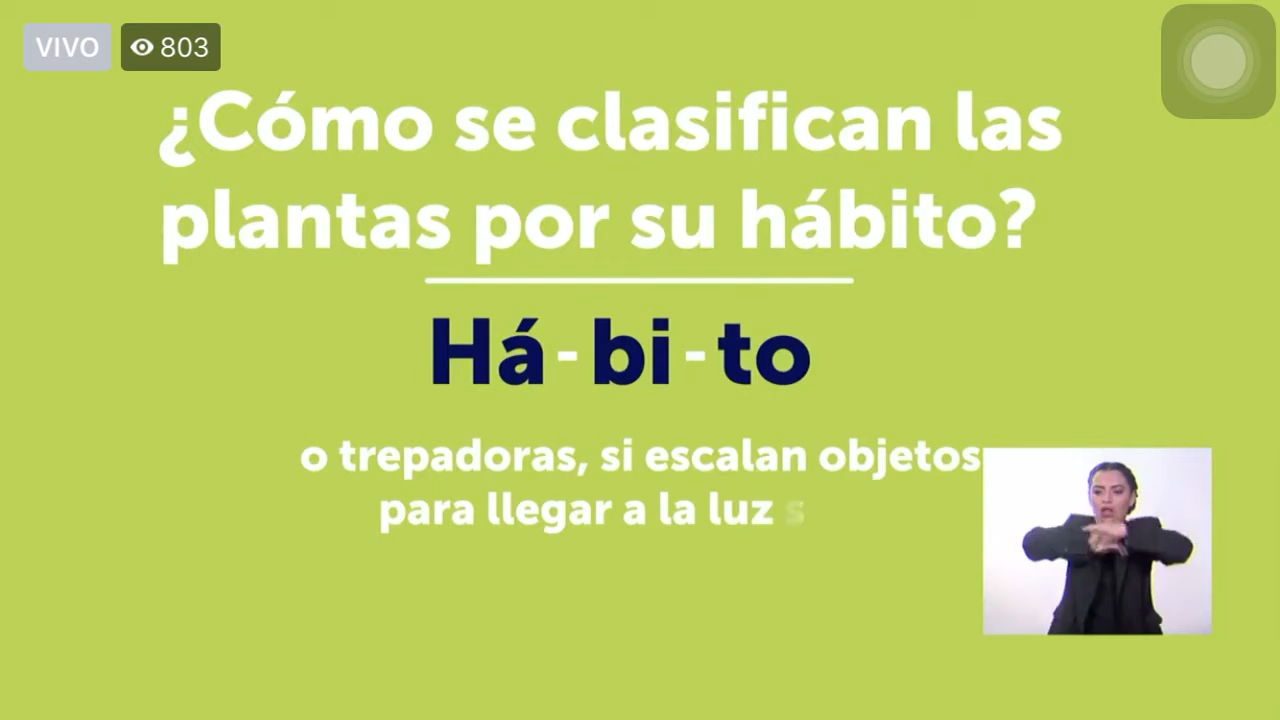 VIVO 803
¿Cómo se clasifican las
plantas por su hábito?
Há-bi-to
o trepadoras, si escalan objetos
para llegar a la luz s